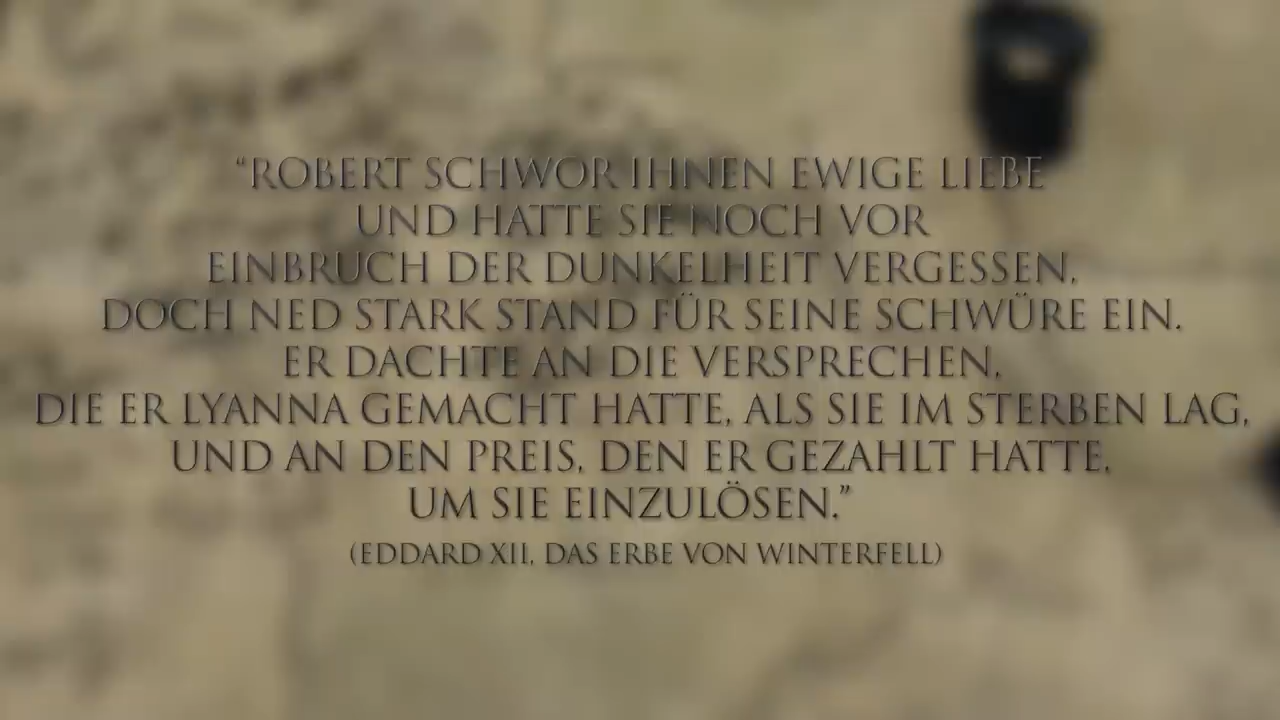 “ROBERT SCHWOR IHNEN EWIGE LIEBE
UND HATTE SIE NOCH VOR
EINBRUCH DER DUNKELHEIT VERGESSEN,
DOCH NED STARK STAND FÜR SEINE SCHWÜRE EIN.
ER DACHTE AN DIE VERSPRECHEN,
DIE ER LYANNA GEMACHT HATTE, ALS SIE IM STERBEN LAG,
UND AN DEN PREIS, DEN ER GEZAHLT HATTE,
UM SIE EINZULÖSEN.”
(EDDARD XII, DAS ERBE VON WINTERFELL)